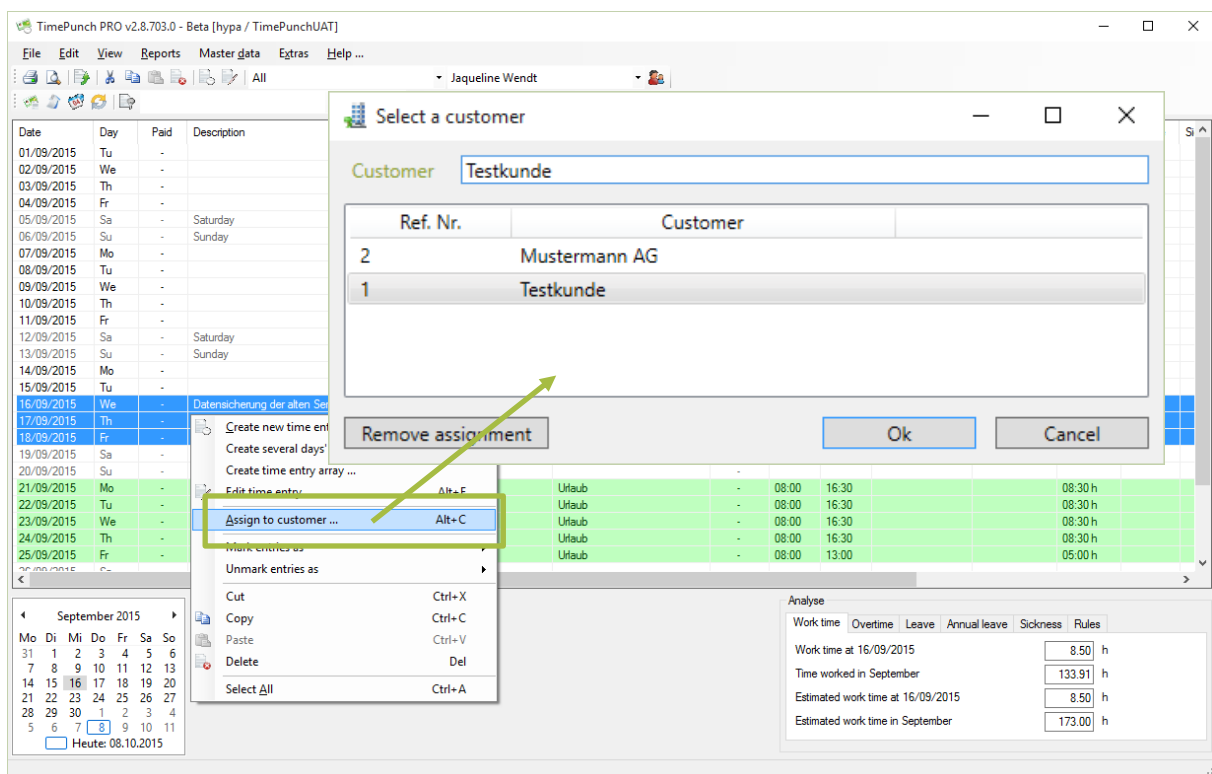 TimePunch PRO v2.8.703.0 - Beta [hypa / TimePunchUAT]
File Edit View Reports Master data Extras Help ...
All Jaqueline Wendt
Select a customer
Customer Testkunde
Ref. Nr. Customer
2 Mustermann AG
1 Testkunde
Remove assignment Ok Cancel
Date Day Paid Description Si
01/09/2015 Tu -
02/09/2015 We -
03/09/2015 Th -
04/09/2015 Fr -
05/09/2015 Sa - Saturday
06/09/2015 Su - Sunday
07/09/2015 Mo -
08/09/2015 Tu -
09/09/2015 We -
10/09/2015 Th -
11/09/2015 Fr -
12/09/2015 Sa - Saturday
13/09/2015 Su - Sunday
14/09/2015 Mo -
15/09/2015 Tu -
16/09/2015 We - Datensicherung der alten Ser
17/09/2015 Th -
18/09/2015 Fr -
19/09/2015 Sa -
20/09/2015 Su - -
21/09/2015 Mo - Urlaub - 08:00 16:30 08:30 h
22/09/2015 Tu - Urlaub - 08:00 16:30 08:30 h
23/09/2015 We - Urlaub - 08:00 16:30 08:30 h
24/09/2015 Th - Urlaub - 08:00 16:30 08:30 h
25/09/2015 Fr - Urlaub - 08:00 13:00 05:00 h
Create new time ent
Create several days'
Create time entry array ...
Edit time entry
Assign to customer ... Alt+C
Mark entries as
Unmark entries as
Cut Ctrl+X
Copy Ctrl+C
Paste Ctrl+V
Delete Del
Select All Ctrl+A
September 2015
Mo Di Mi Do Fr Sa So
31 1 2 3 4 5 6
7 8 9 10 11 12 13
14 15 16 17 18 19 20
21 22 23 24 25 26 27
28 29 30 1 2 3 4
5 6 7 8 9 10 11
Heute: 08.10.2015
Analyse
Work time Overtime Leave Annual leave Sickness Rules
Work time at 16/09/2015 8.50 h
Time worked in September 133.91 h
Estimated work time at 16/09/2015 8.50 h
Estimated work time in September 173.00 h